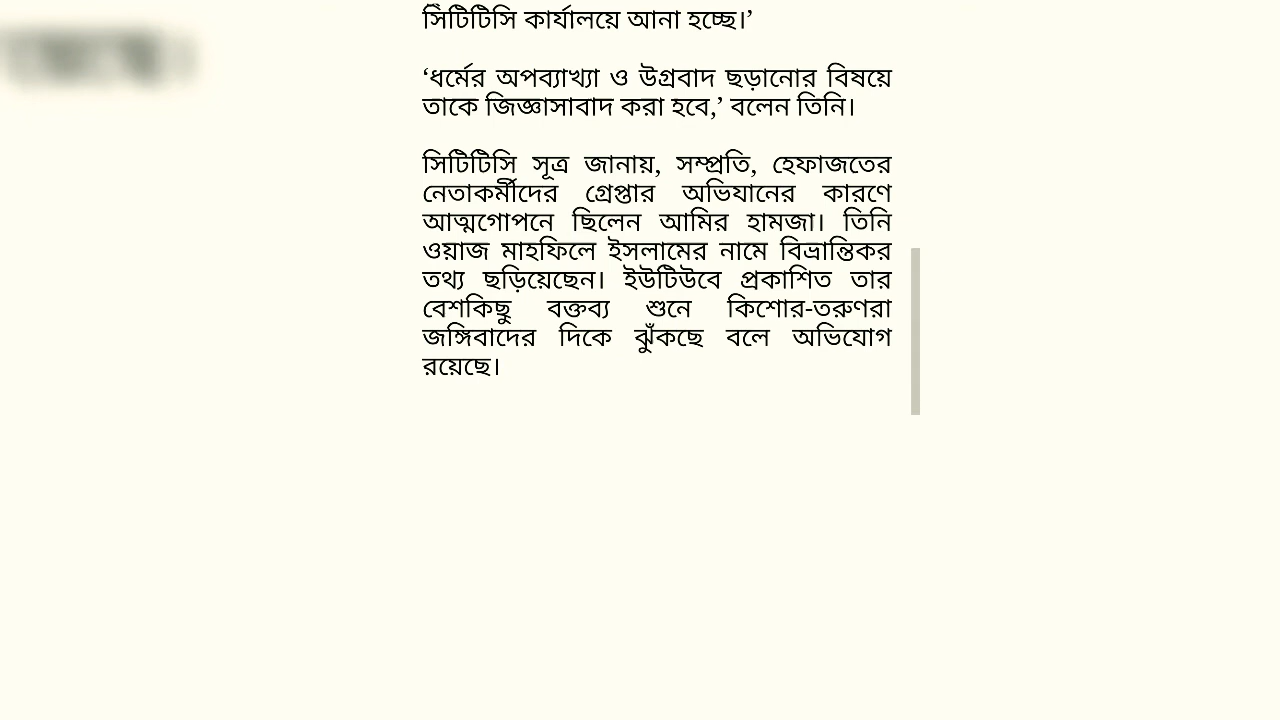 সিটিটিসি কার্যালয়ে আনা হচ্ছে।’
‘ধর্মের অপব্যাখ্যা ও উগ্রবাদ ছড়ানোর বিষয়ে
তাকে জিজ্ঞাসাবাদ করা হবে,’ বলেন তিনি।
সিটিটিসি সূত্র জানায়, সম্প্রতি, হেফাজতের
নেতাকর্মীদের গ্রেপ্তার অভিযানের কারণে
আত্মগোপনে ছিলেন আমির হামজা। তিনি
ওয়াজ মাহফিলে ইসলামের নামে বিভ্রান্তিকর
তথ্য ছড়িয়েছেন। ইউটিউবে প্রকাশিত তার
বেশকিছু বক্তব্য শুনে কিশোর-তরুণরা
জঙ্গিবাদের দিকে ঝুঁকছে বলে অভিযোগ
রয়েছে।